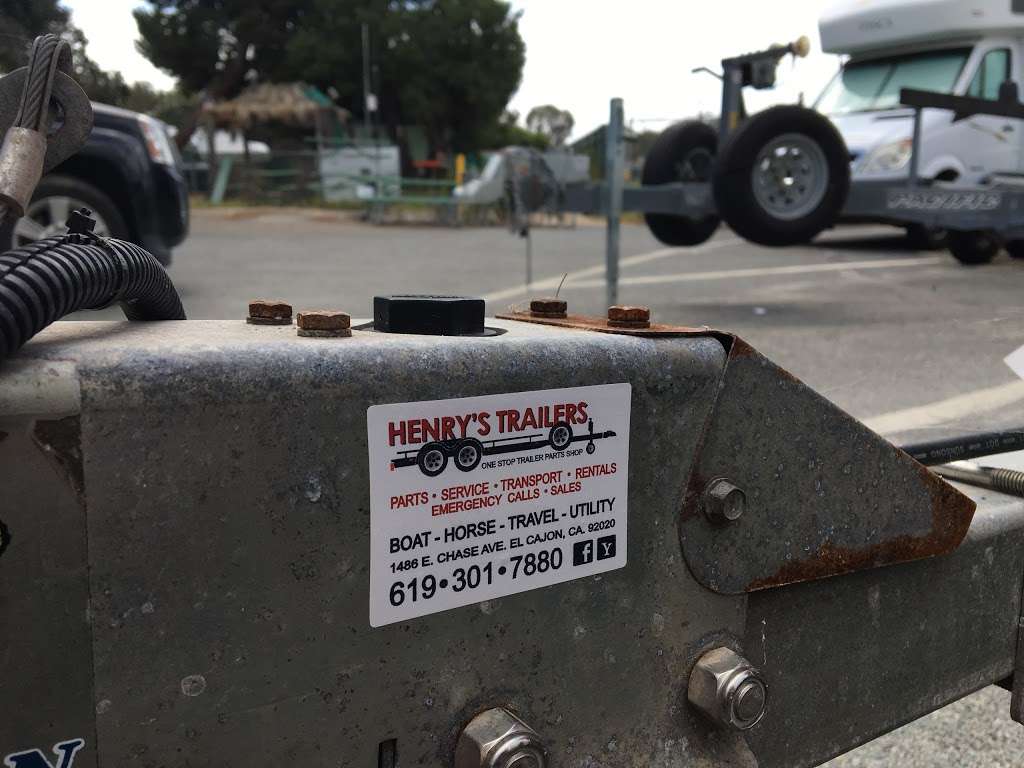 PACIFIC
HENRY'S TRAILERS
ONE STOP TRAILER PARTS SHOP
PARTS • SERVICE • TRANSPORT • RENTALS
EMERGENCY CALLS • SALES
BOAT - HORSE - TRAVEL - UTILITY
1486 E. CHASE AVE. EL CAJON, CA. 92020
619•301•7880